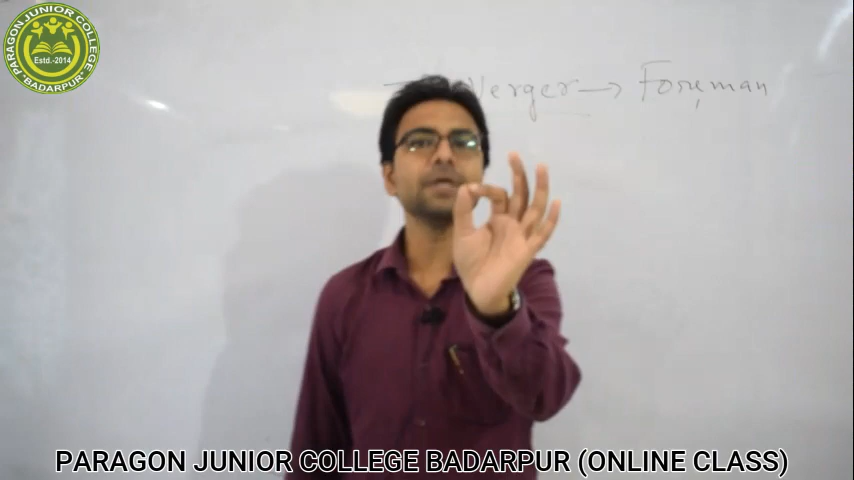 PARAGON JUNIOR COLLEGE
Estd.-2014
BADARPUR
Verger → Foreman
PARAGON JUNIOR COLLEGE BADARPUR (ONLINE CLASS)